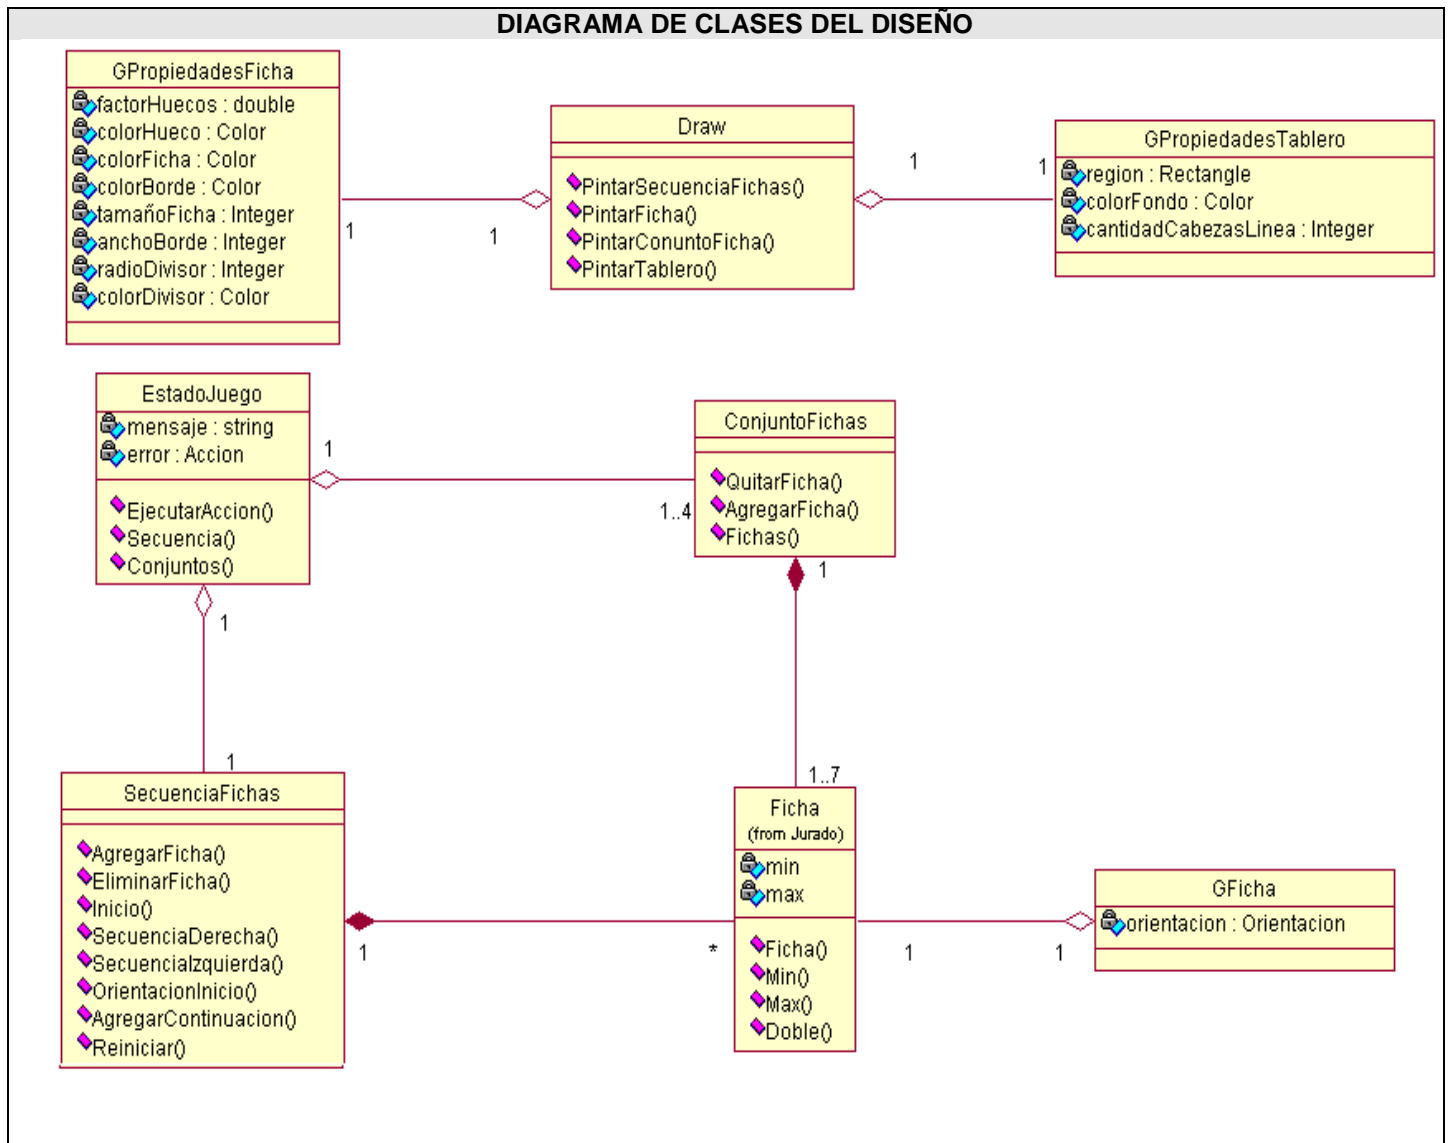 DIAGRAMA DE CLASES DEL DISEÑO
GPropiedadesFicha
factorHuecos : double
colorHueco : Color
colorFicha : Color
colorBorde : Color
tamañoFicha : Integer
anchoBorde : Integer
radioDivisor : Integer
colorDivisor : Color
1
1
Draw
PintarSecuenciaFichas()
PintarFicha()
PintarConuntoFicha()
PintarTablero()
1
1
GPropiedadesTablero
region : Rectangle
colorFondo : Color
cantidadCabezasLinea : Integer
EstadoJuego
mensaje : string
error : Accion
EjecutarAccion()
Secuencia()
Conjuntos()
1
1..4
ConjuntoFichas
QuitarFicha()
AgregarFicha()
Fichas()
1
1
1
1..7
SecuenciaFichas
AgregarFicha()
EliminarFicha()
Inicio()
SecuenciaDerecha()
SecuenciaIzquierda()
OrientacionInicio()
AgregarContinuacion()
Reiniciar()
1
*
Ficha
(from Jurado)
min
max
Ficha()
Min()
Max()
Doble()
1
1
GFicha
orientacion : Orientacion